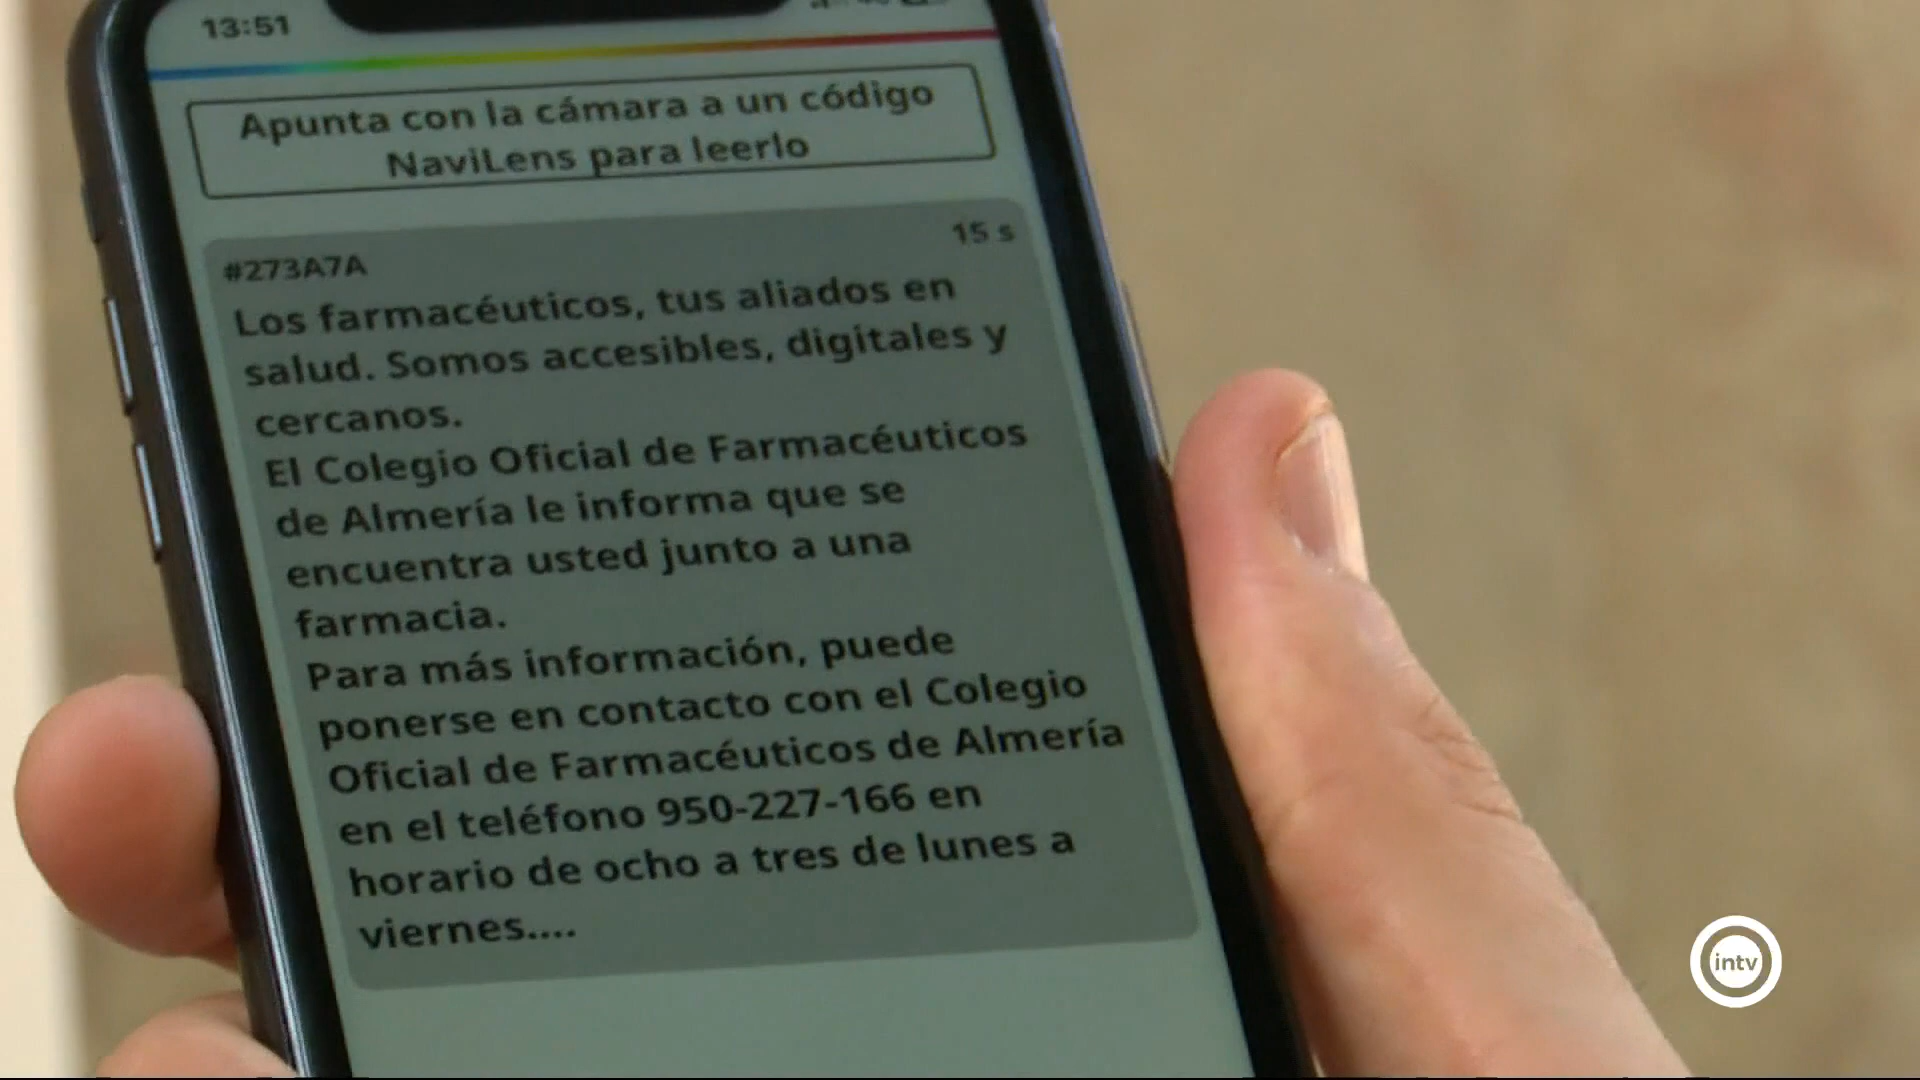 13:51
Apunta con la cámara a un código
NaviLens para leerlo
15 s
#273A7A
Los farmacéuticos, tus aliados en
salud. Somos accesibles, digitales y
cercanos.
El Colegio Oficial de Farmacéuticos
de Almería le informa que se
encuentra usted junto a una
farmacia.
Para más información, puede
ponerse en contacto con el Colegio
Oficial de Farmacéuticos de Almería
en el teléfono 950-227-166 en
horario de ocho a tres de lunes a
viernes....
intv